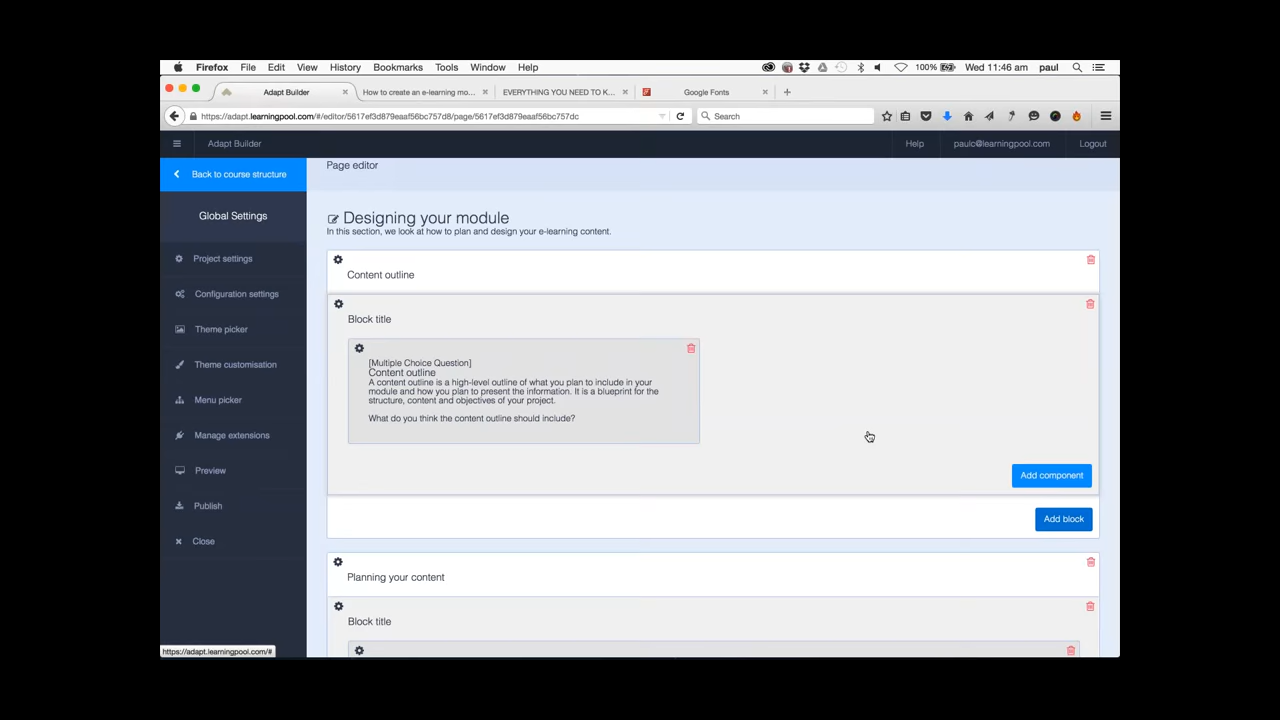 Firefox File Edit View History Bookmarks Tools Window Help 100% Wed 11:46 am paul
Adapt Builder How to create an e-learning mo... EVERYTHING YOU NEED TO K... Google Fonts
https://adapt.learningpool.com/#/editor/5617ef3d879eaaf56bc757d8/page/5617ef3d879eaaf56bc757dc Search
Adapt Builder Help paulc@learningpool.com Logout
Back to course structure
Page editor
Global Settings
Project settings
Configuration settings
Theme picker
Theme customisation
Menu picker
Manage extensions
Preview
Publish
Close
Designing your module
In this section, we look at how to plan and design your e-learning content.
Content outline
Block title
[Multiple Choice Question]
Content outline
A content outline is a high-level outline of what you plan to include in your
module and how you plan to present the information. It is a blueprint for the
structure, content and objectives of your project.
What do you think the content outline should include?
Add component
Add block
Planning your content
Block title
https://adapt.learningpool.com/#